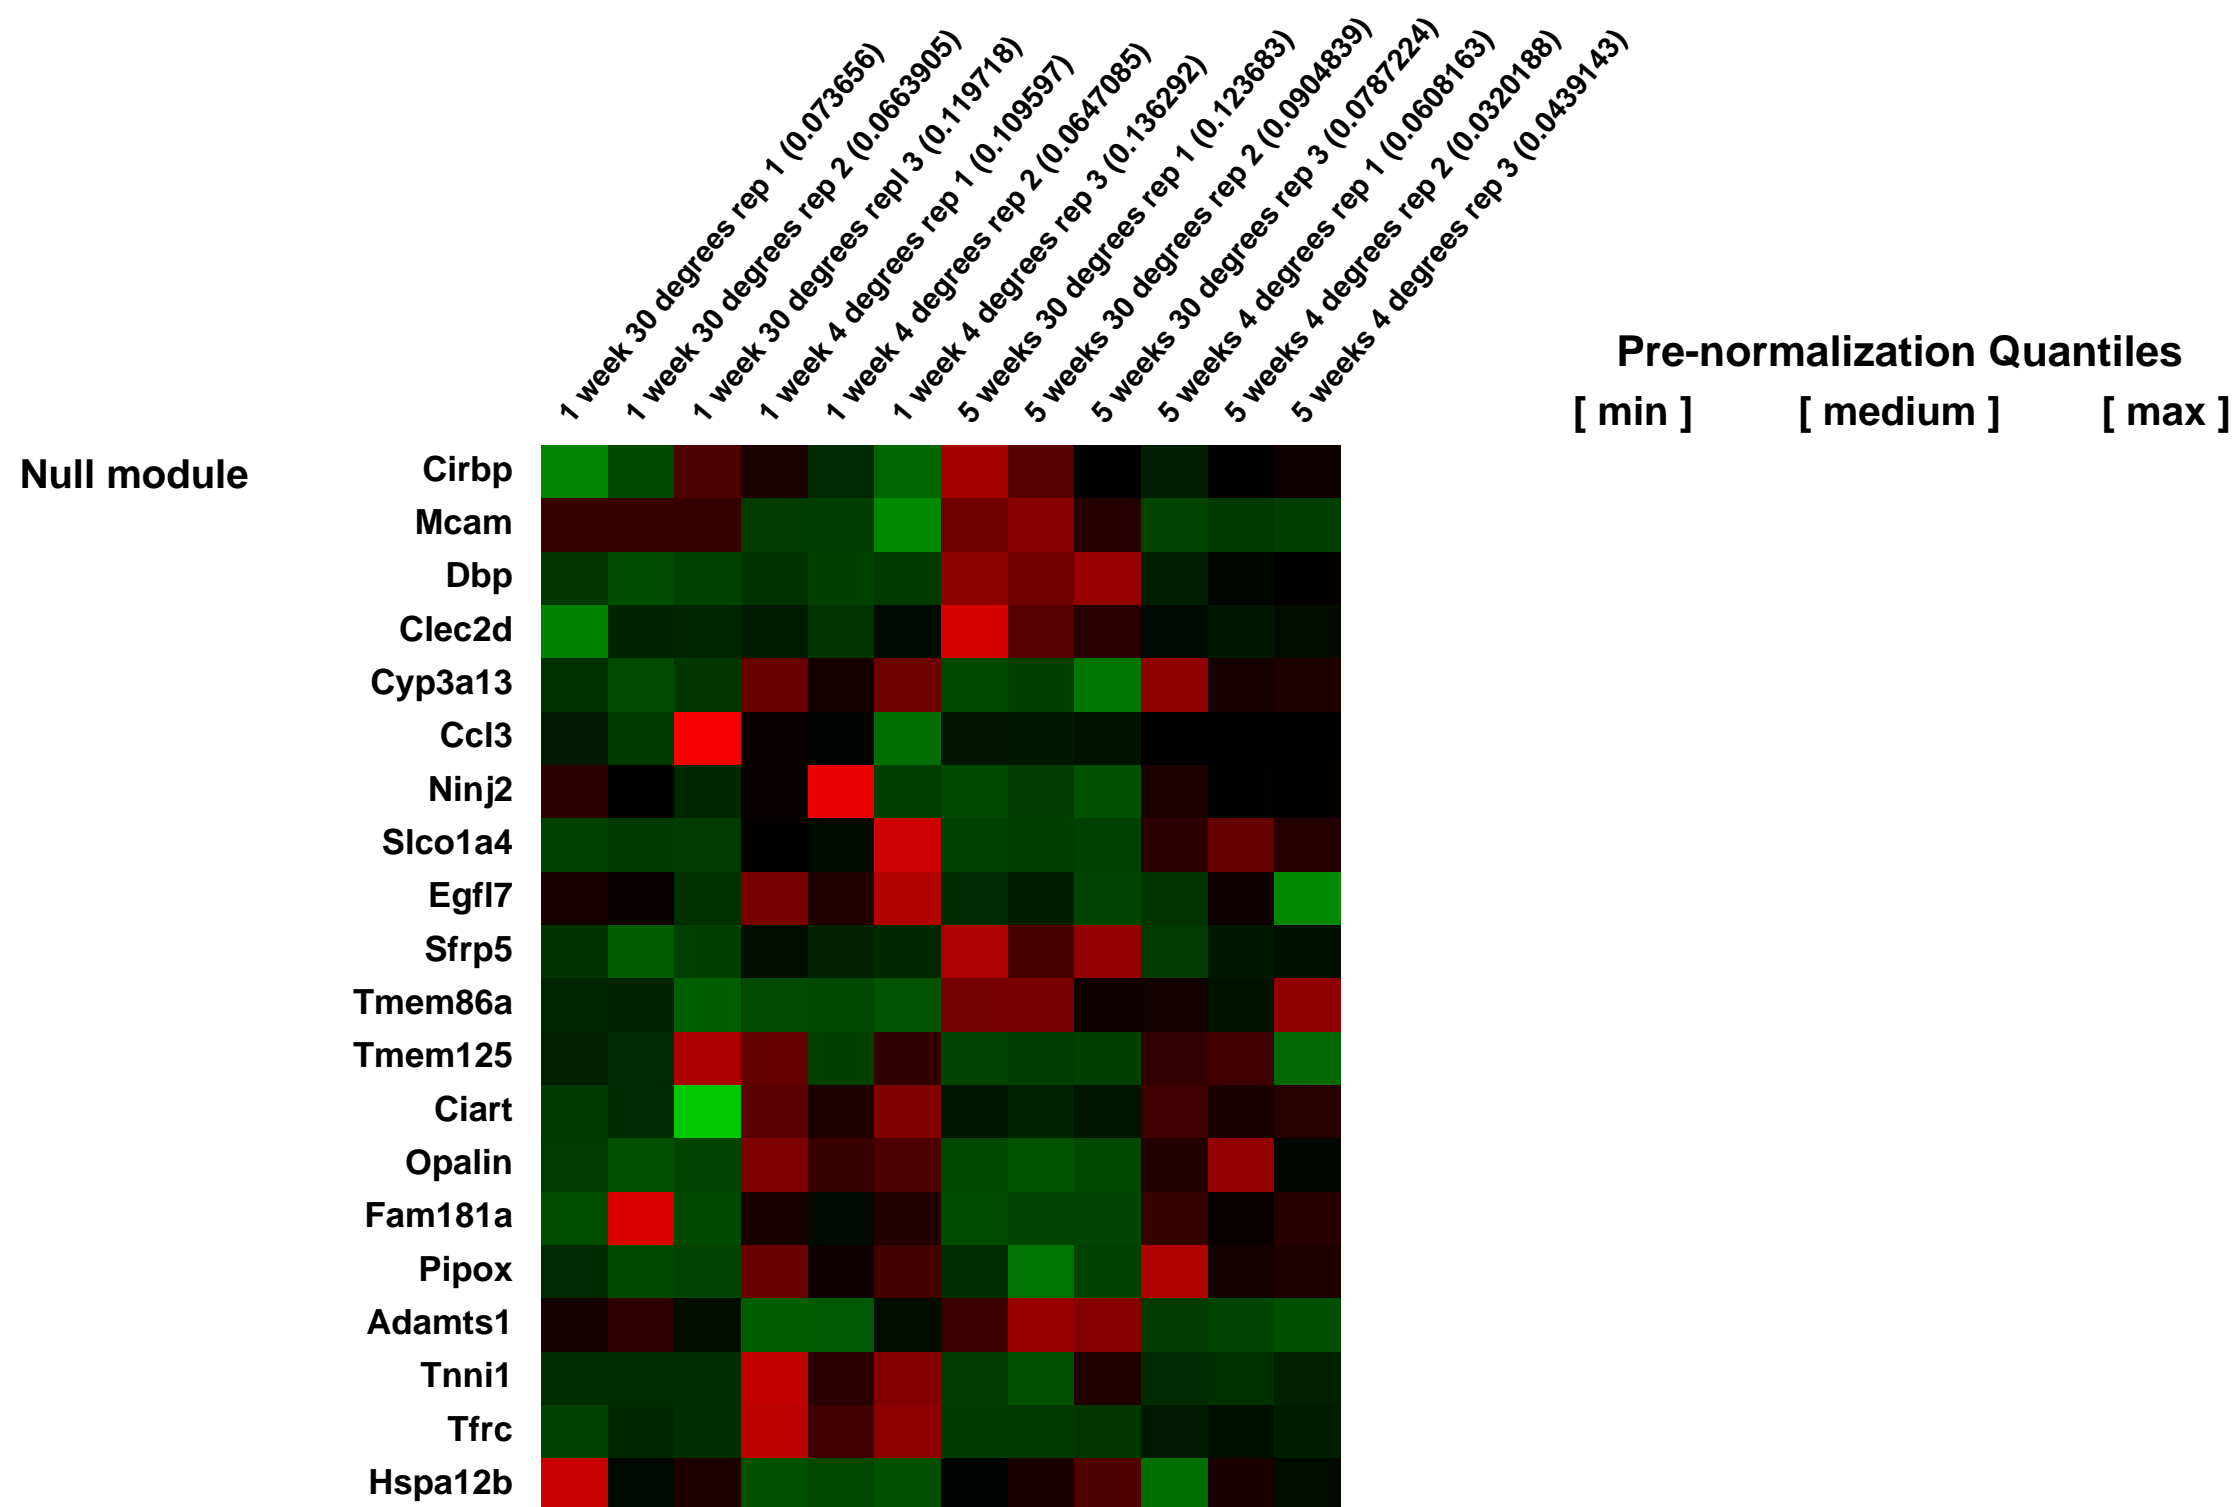 1 week 30 degrees rep 1 (0.073656)
1 week 30 degrees rep 2 (0.0663905)
1 week 30 degrees repl 3 (0.119718)
1 week 4 degrees rep 1 (0.109597)
1 week 4 degrees rep 2 (0.0647085)
1 week 4 degrees rep 3 (0.136292)
5 weeks 30 degrees rep 1 (0.123683)
5 weeks 30 degrees rep 2 (0.0904839)
5 weeks 30 degrees rep 3 (0.0787224)
5 weeks 4 degrees rep 1 (0.0608163)
5 weeks 4 degrees rep 2 (0.0320188)
5 weeks 4 degrees rep 3 (0.0439143)
Pre-normalization Quantiles
[ min ] [ medium ] [ max ]
Null module
Cirbp
Mcam
Dbp
Clec2d
Cyp3a13
Ccl3
Ninj2
Slco1a4
Egfl7
Sfrp5
Tmem86a
Tmem125
Ciart
Opalin
Fam181a
Pipox
Adamts1
Tnni1
Tfrc
Hspa12b